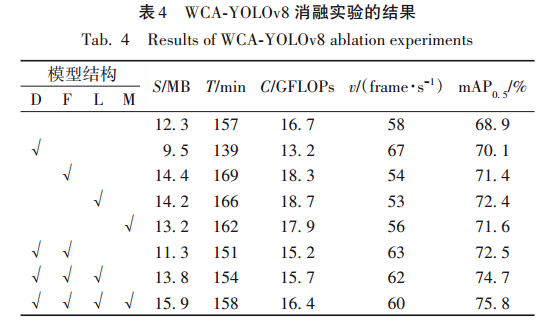 表4 WCA-YOLOv8 消融实验的结果
Tab. 4 Results of WCA-YOLOv8 ablation experiments
模型结构 S/MB T/min C/GFLOPs v/(frame·s⁻¹) mAP₀.₅/%
D F L M
12.3 157 16.7 58 68.9
√ 9.5 139 13.2 67 70.1
√ 14.4 169 18.3 54 71.4
√ 14.2 166 18.7 53 72.4
√ 13.2 162 17.9 56 71.6
√ √ 11.3 151 15.2 63 72.5
√ √ √ 13.8 154 15.7 62 74.7
√ √ √ √ 15.9 158 16.4 60 75.8